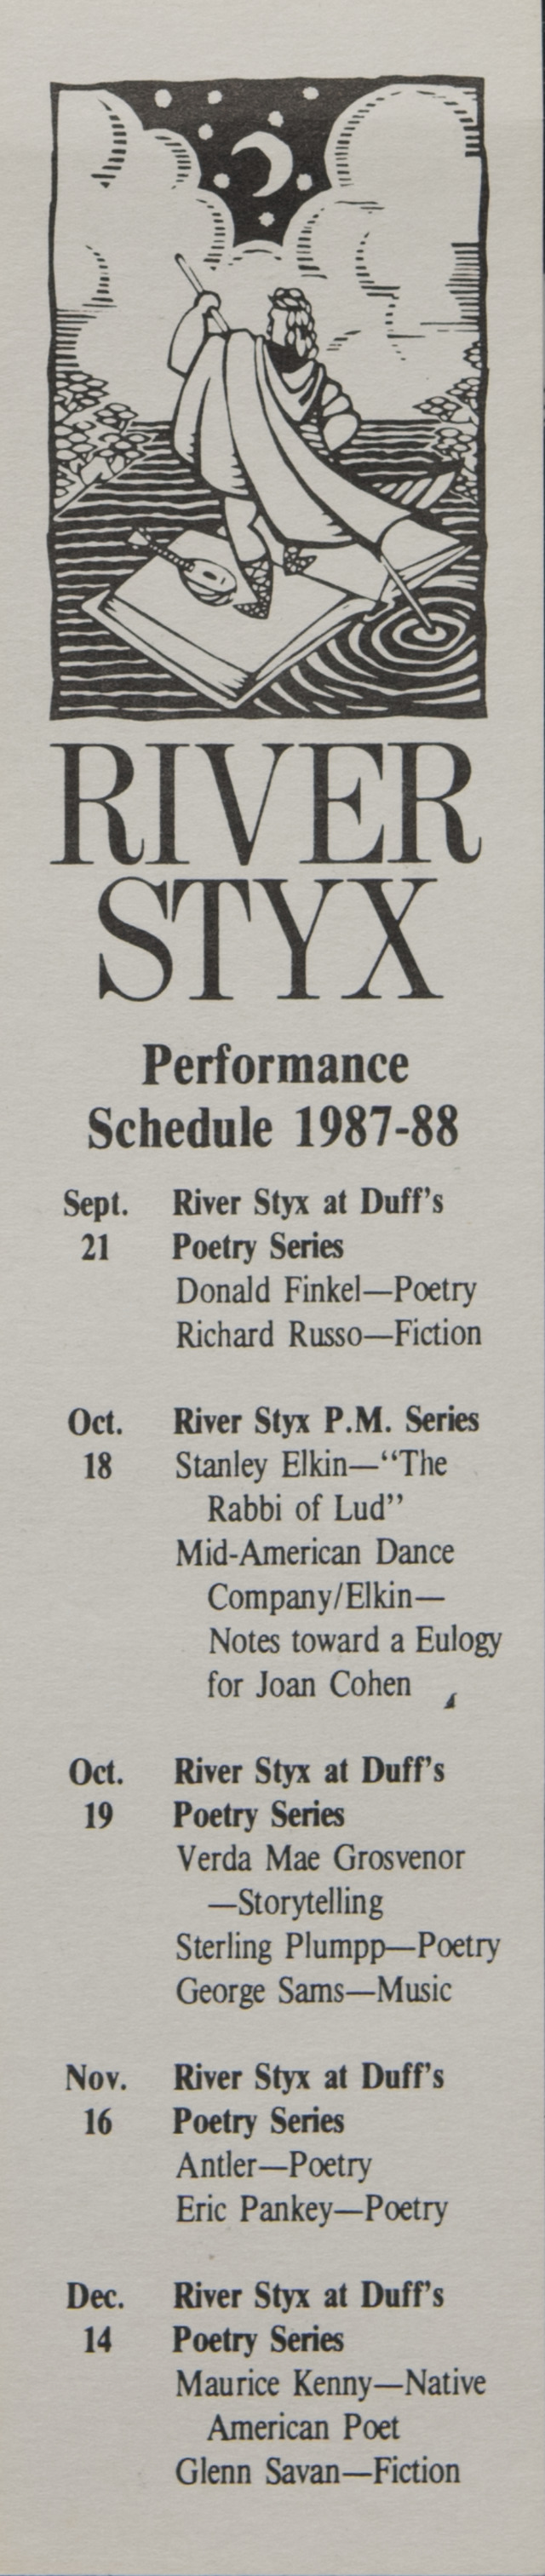 RIVER
STYX
Performance
Schedule 1987-88
Sept. River Styx at Duff's
21 Poetry Series
Donald Finkel—Poetry
Richard Russo—Fiction
Oct. River Styx P.M. Series
18 Stanley Elkin—“The
Rabbi of Lud”
Mid-American Dance
Company/Elkin—
Notes toward a Eulogy
for Joan Cohen
Oct. River Styx at Duff's
19 Poetry Series
Verda Mae Grosvenor
—Storytelling
Sterling Plumpp—Poetry
George Sams—Music
Nov. River Styx at Duff's
16 Poetry Series
Antler—Poetry
Eric Pankey—Poetry
Dec. River Styx at Duff's
14 Poetry Series
Maurice Kenny—Native
American Poet
Glenn Savan—Fiction